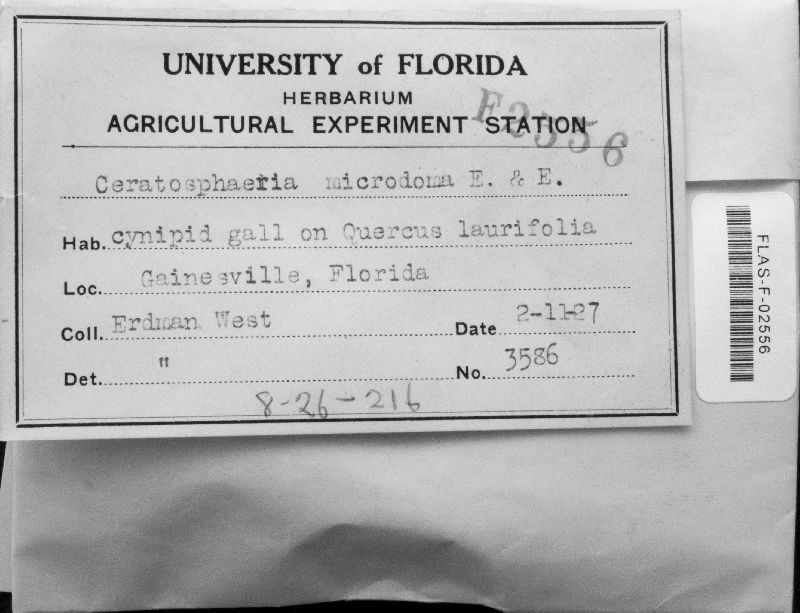 UNIVERSITY of FLORIDA
HERBARIUM
F2556
AGRICULTURAL EXPERIMENT STATION
Ceratosphaeria microdoma E. & E.
Hab. cynipid gall on Quercus laurifolia
Loc. Gainesville, Florida
Coll. Erdman West Date 2-11-27
Det. " No. 3586
8-26-216
FLAS-F-02556